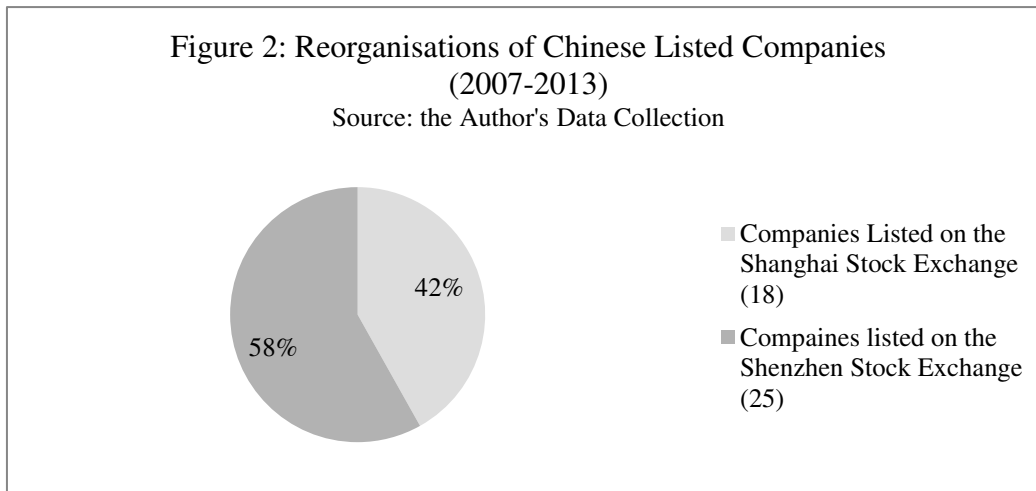 Figure 2: Reorganisations of Chinese Listed Companies
(2007-2013)
Source: the Author's Data Collection
42%
58%
Companies Listed on the
Shanghai Stock Exchange
(18)
Compaines listed on the
Shenzhen Stock Exchange
(25)